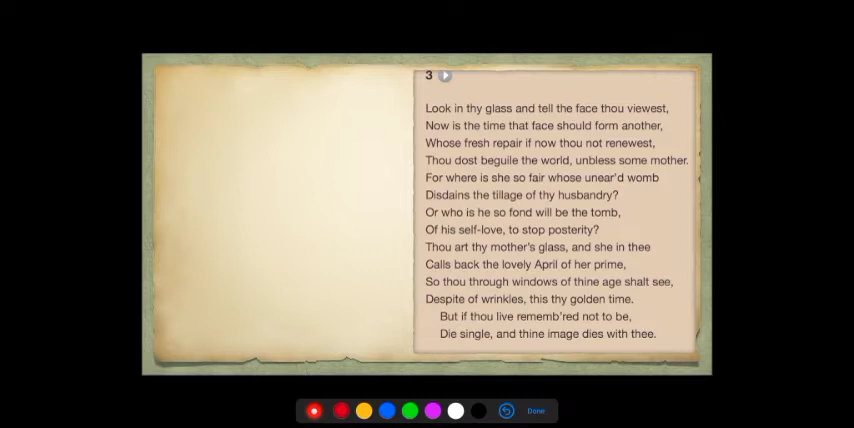 3
Look in thy glass and tell the face thou viewest,
Now is the time that face should form another,
Whose fresh repair if now thou not renewest,
Thou dost beguile the world, unbless some mother.
For where is she so fair whose unear'd womb
Disdains the tillage of thy husbandry?
Or who is he so fond will be the tomb,
Of his self-love, to stop posterity?
Thou art thy mother's glass, and she in thee
Calls back the lovely April of her prime,
So thou through windows of thine age shalt see,
Despite of wrinkles, this thy golden time.
But if thou live rememb'red not to be,
Die single, and thine image dies with thee.
Done